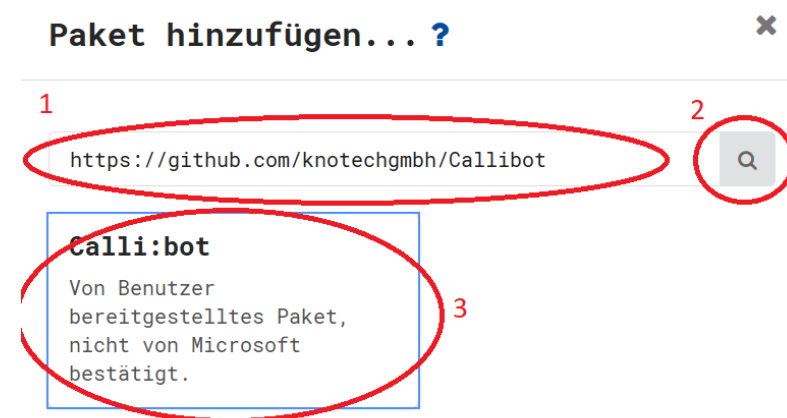 Paket hinzufügen... ?
1
2
https://github.com/knotechgmbh/Callibot
Calli:bot
Von Benutzer
bereitgestelltes Paket,
3
nicht von Microsoft
bestätigt.